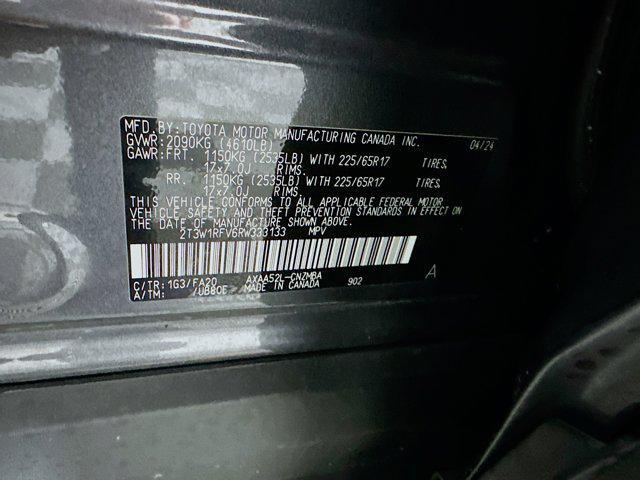 MFD. BY: TOYOTA MOTOR MANUFACTURING CANADA INC. 04/24
GVWR: 2090KG (4610LB)
GAWR: FRT. 1150KG (2535LB) WITH 225/65R17 TIRES,
17x7.0J RIMS.
RR. 1150KG (2535LB) WITH 225/65R17 TIRES,
17x7.0J RIMS.
THIS VEHICLE CONFORMS TO ALL APPLICABLE FEDERAL MOTOR
VEHICLE SAFETY AND THEFT PREVENTION STANDARDS IN EFFECT ON
THE DATE OF MANUFACTURE SHOWN ABOVE.
2T3W1RFV6RW333133 MPV
A
C/TR: 1G3/FA20 AXAA52L-CNZMBA
A/TM: /UB80E MADE IN CANADA 902